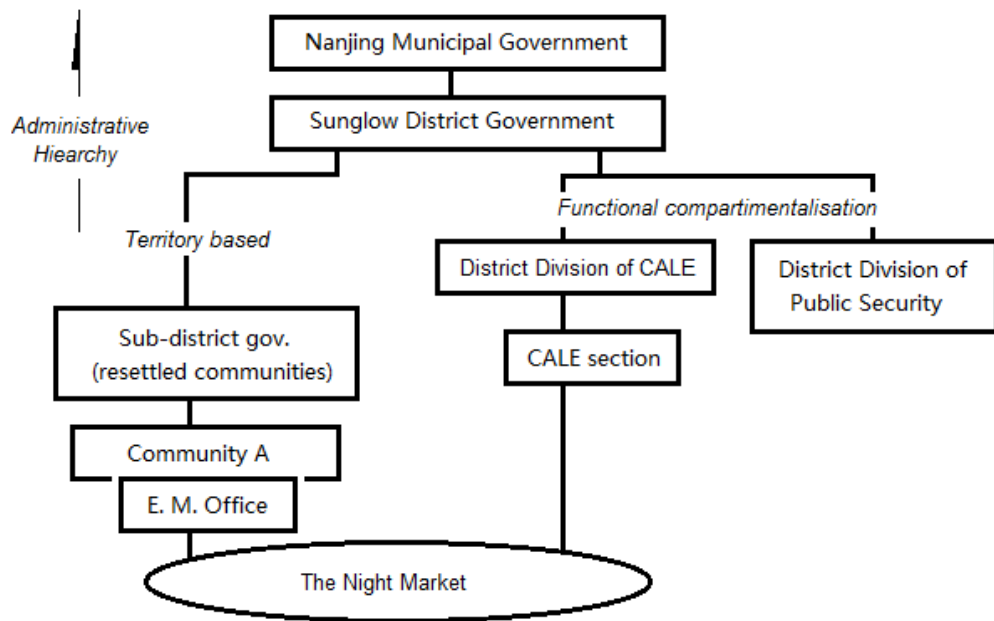 Nanjing Municipal Government
Sunglow District Government
Administrative
Hiearchy
Functional compartimentalisation
Territory based
District Division of CALE
District Division of
Public Security
Sub-district gov.
(resettled communities)
CALE section
Community A
E. M. Office
The Night Market